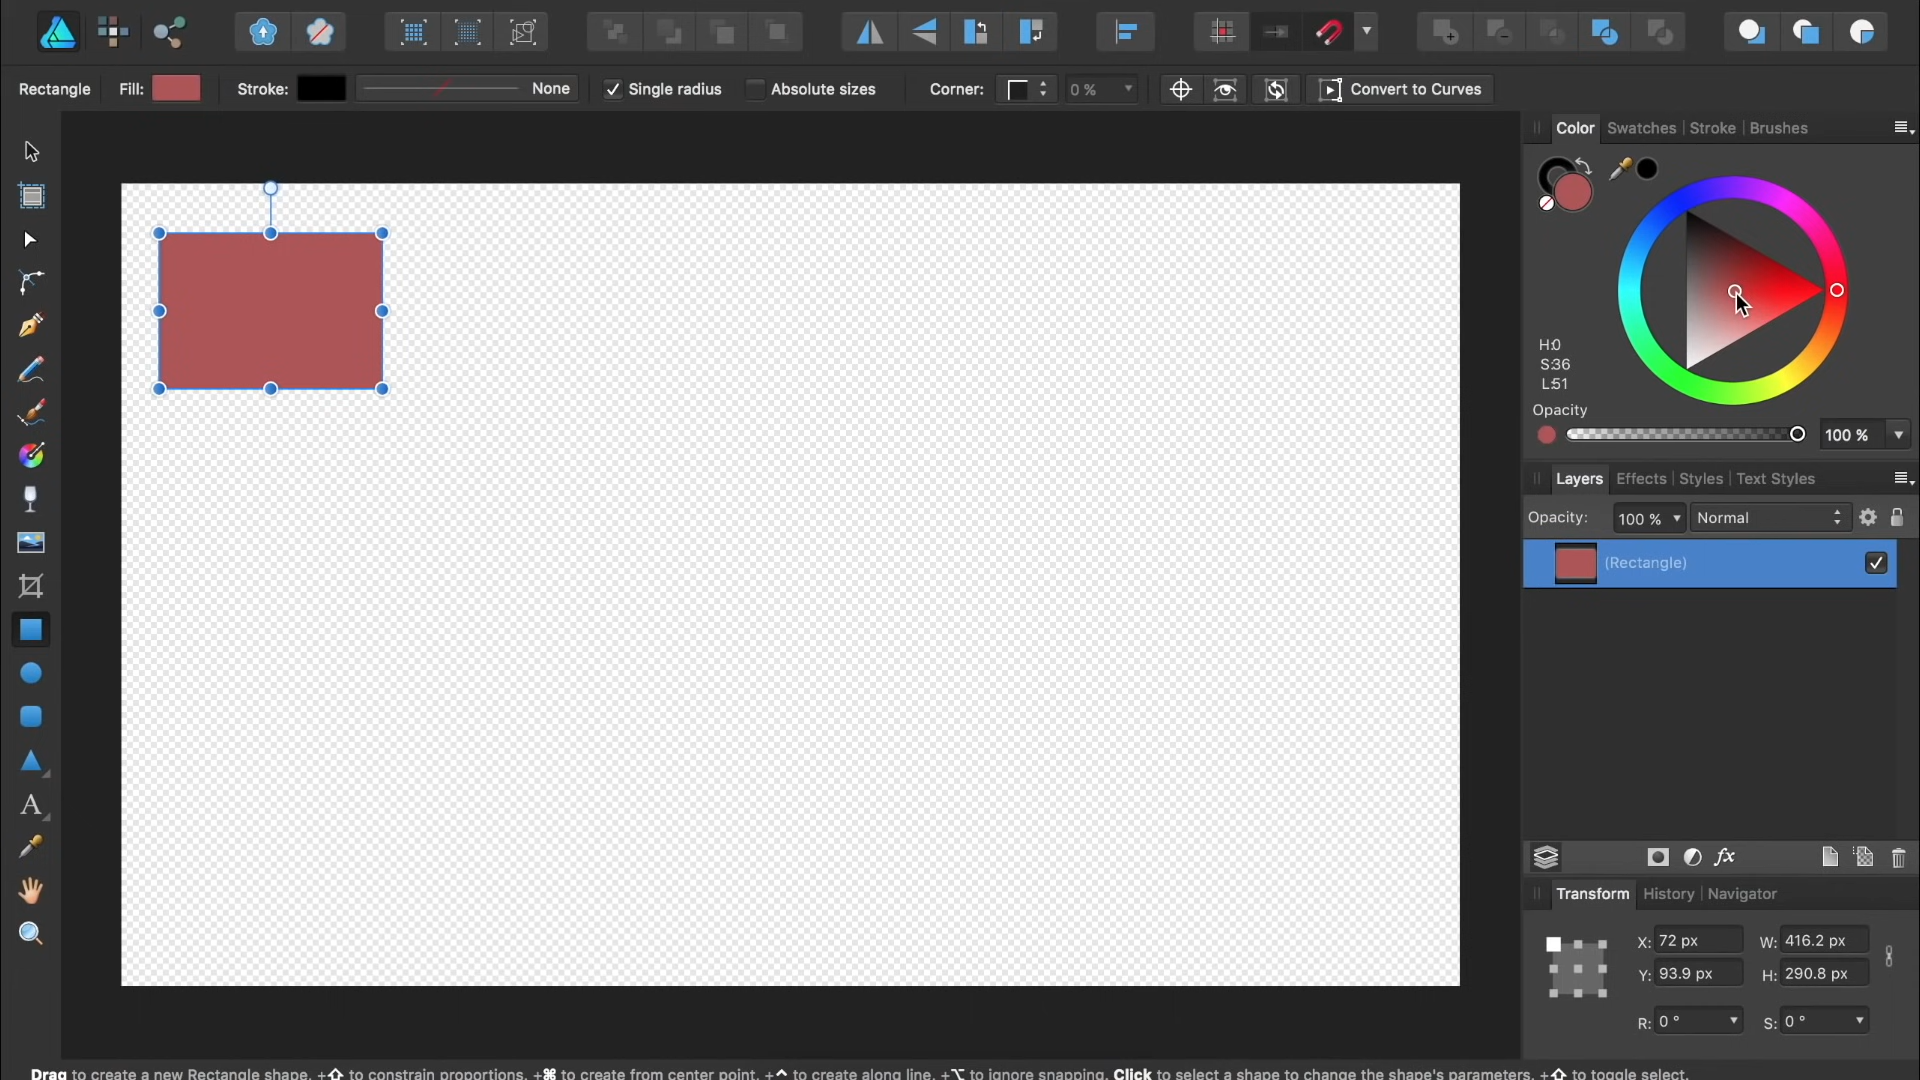 Rectangle Fill: Stroke: None Single radius Absolute sizes Corner: 0 % Convert to Curves
Color Swatches Stroke Brushes
H:0
S:36
L:51
Opacity
100 %
Layers Effects Styles Text Styles
Opacity: 100 % Normal
(Rectangle)
fx
Transform History Navigator
X: 72 px W: 416.2 px
Y: 93.9 px H: 290.8 px
R: 0 ° S: 0 °
A
Drag to create a new Rectangle shape. +⇧ to constrain proportions. +⌘ to create from center point. +⌃ to create along line. +⌥ to ignore snapping. Click to select a shape to change the shape's parameters. +⇧ to toggle select.